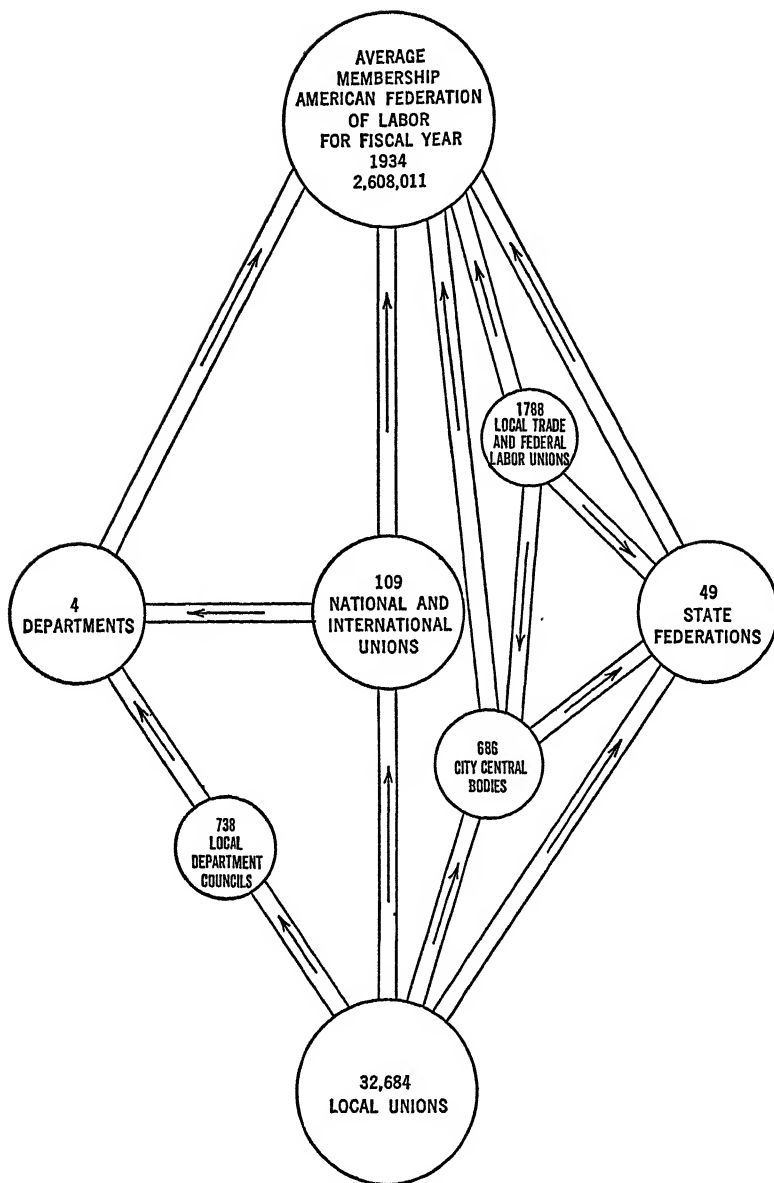 AVERAGE
MEMBERSHIP
AMERICAN FEDERATION
OF LABOR
FOR FISCAL YEAR
1934
2,608,011
1788
LOCAL TRADE
AND FEDERAL
LABOR UNIONS
4
DEPARTMENTS
109
NATIONAL AND
INTERNATIONAL
UNIONS
49
STATE
FEDERATIONS
686
CITY CENTRAL
BODIES
738
LOCAL
DEPARTMENT
COUNCILS
32,684
LOCAL UNIONS